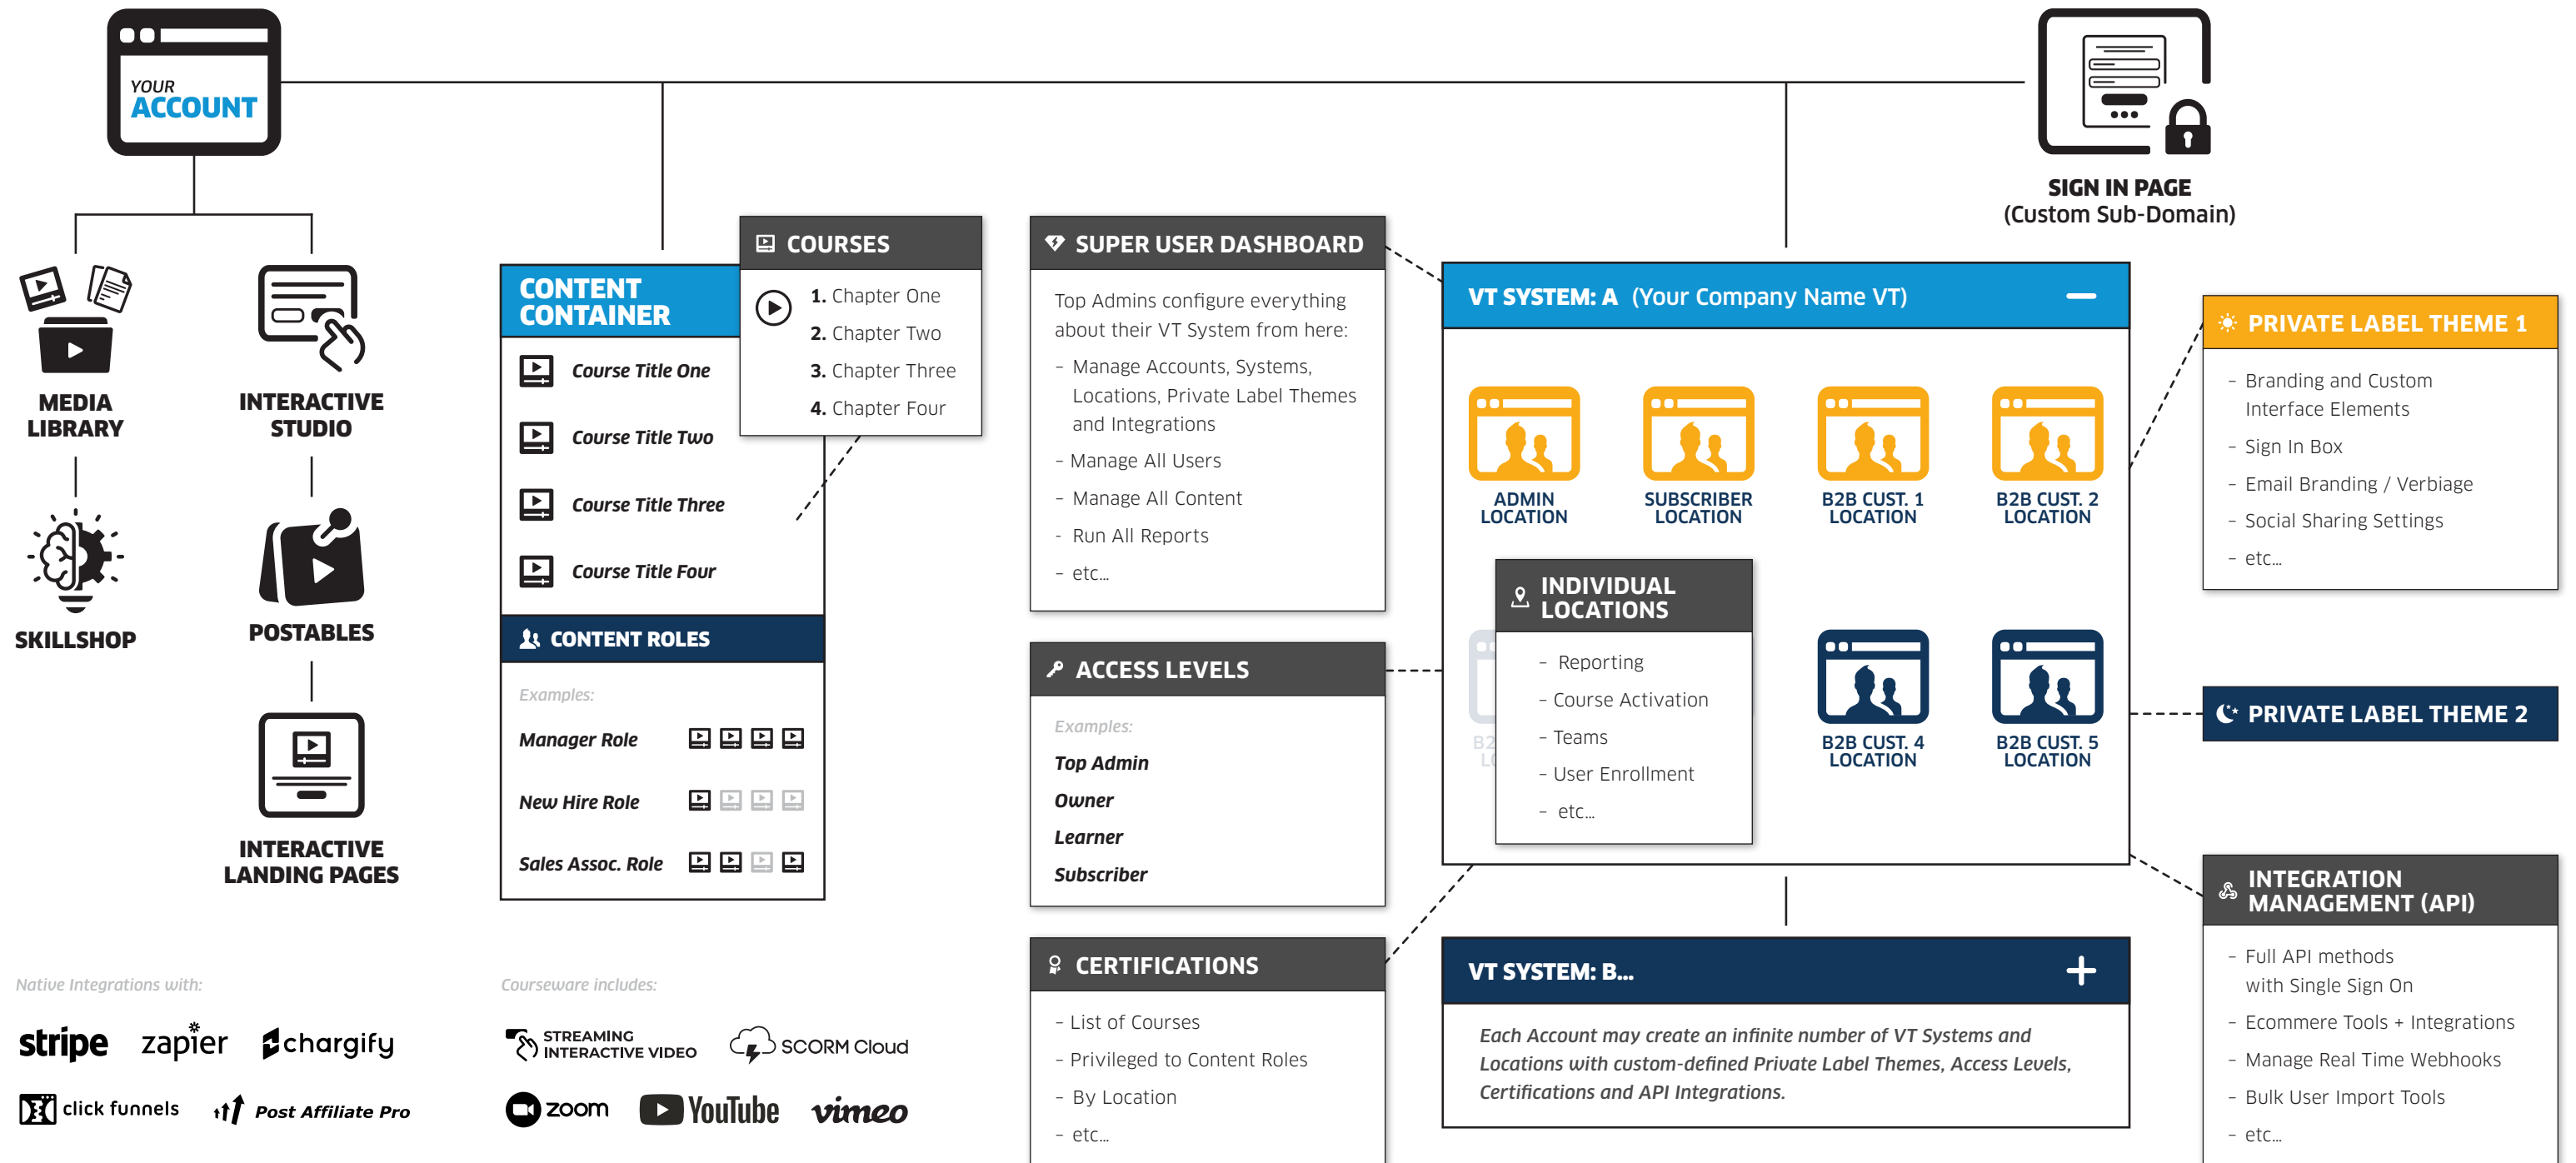 YOUR
ACCOUNT
MEDIA
LIBRARY
SKILLSHOP
INTERACTIVE
STUDIO
POSTABLES
INTERACTIVE
LANDING PAGES
CONTENT
CONTAINER
Course Title One
Course Title Two
Course Title Three
Course Title Four
COURSES
1. Chapter One
2. Chapter Two
3. Chapter Three
4. Chapter Four
CONTENT ROLES
Examples:
Manager Role
New Hire Role
Sales Assoc. Role
SUPER USER DASHBOARD
Top Admins configure everything
about their VT System from here:
- Manage Accounts, Systems,
Locations, Private Label Themes
and Integrations
- Manage All Users
- Manage All Content
- Run All Reports
- etc...
ACCESS LEVELS
Examples:
Top Admin
Owner
Learner
Subscriber
CERTIFICATIONS
- List of Courses
- Privileged to Content Roles
- By Location
- etc...
SIGN IN PAGE
(Custom Sub-Domain)
VT SYSTEM: A (Your Company Name VT)
ADMIN
LOCATION
SUBSCRIBER
LOCATION
B2B CUST. 1
LOCATION
B2B CUST. 2
LOCATION
INDIVIDUAL
LOCATIONS
- Reporting
- Course Activation
- Teams
- User Enrollment
- etc...
B2B CUST. 4
LOCATION
B2B CUST. 5
LOCATION
VT SYSTEM: B...
Each Account may create an infinite number of VT Systems and
Locations with custom-defined Private Label Themes, Access Levels,
Certifications and API Integrations.
PRIVATE LABEL THEME 1
- Branding and Custom
Interface Elements
- Sign In Box
- Email Branding / Verbiage
- Social Sharing Settings
- etc...
PRIVATE LABEL THEME 2
INTEGRATION
MANAGEMENT (API)
- Full API methods
with Single Sign On
- Ecommere Tools + Integrations
- Manage Real Time Webhooks
- Bulk User Import Tools
- etc...
Native Integrations with:
stripe
zapier
chargify
click funnels
Post Affiliate Pro
Courseware includes:
STREAMING
INTERACTIVE VIDEO
SCORM Cloud
zoom
YouTube
vimeo